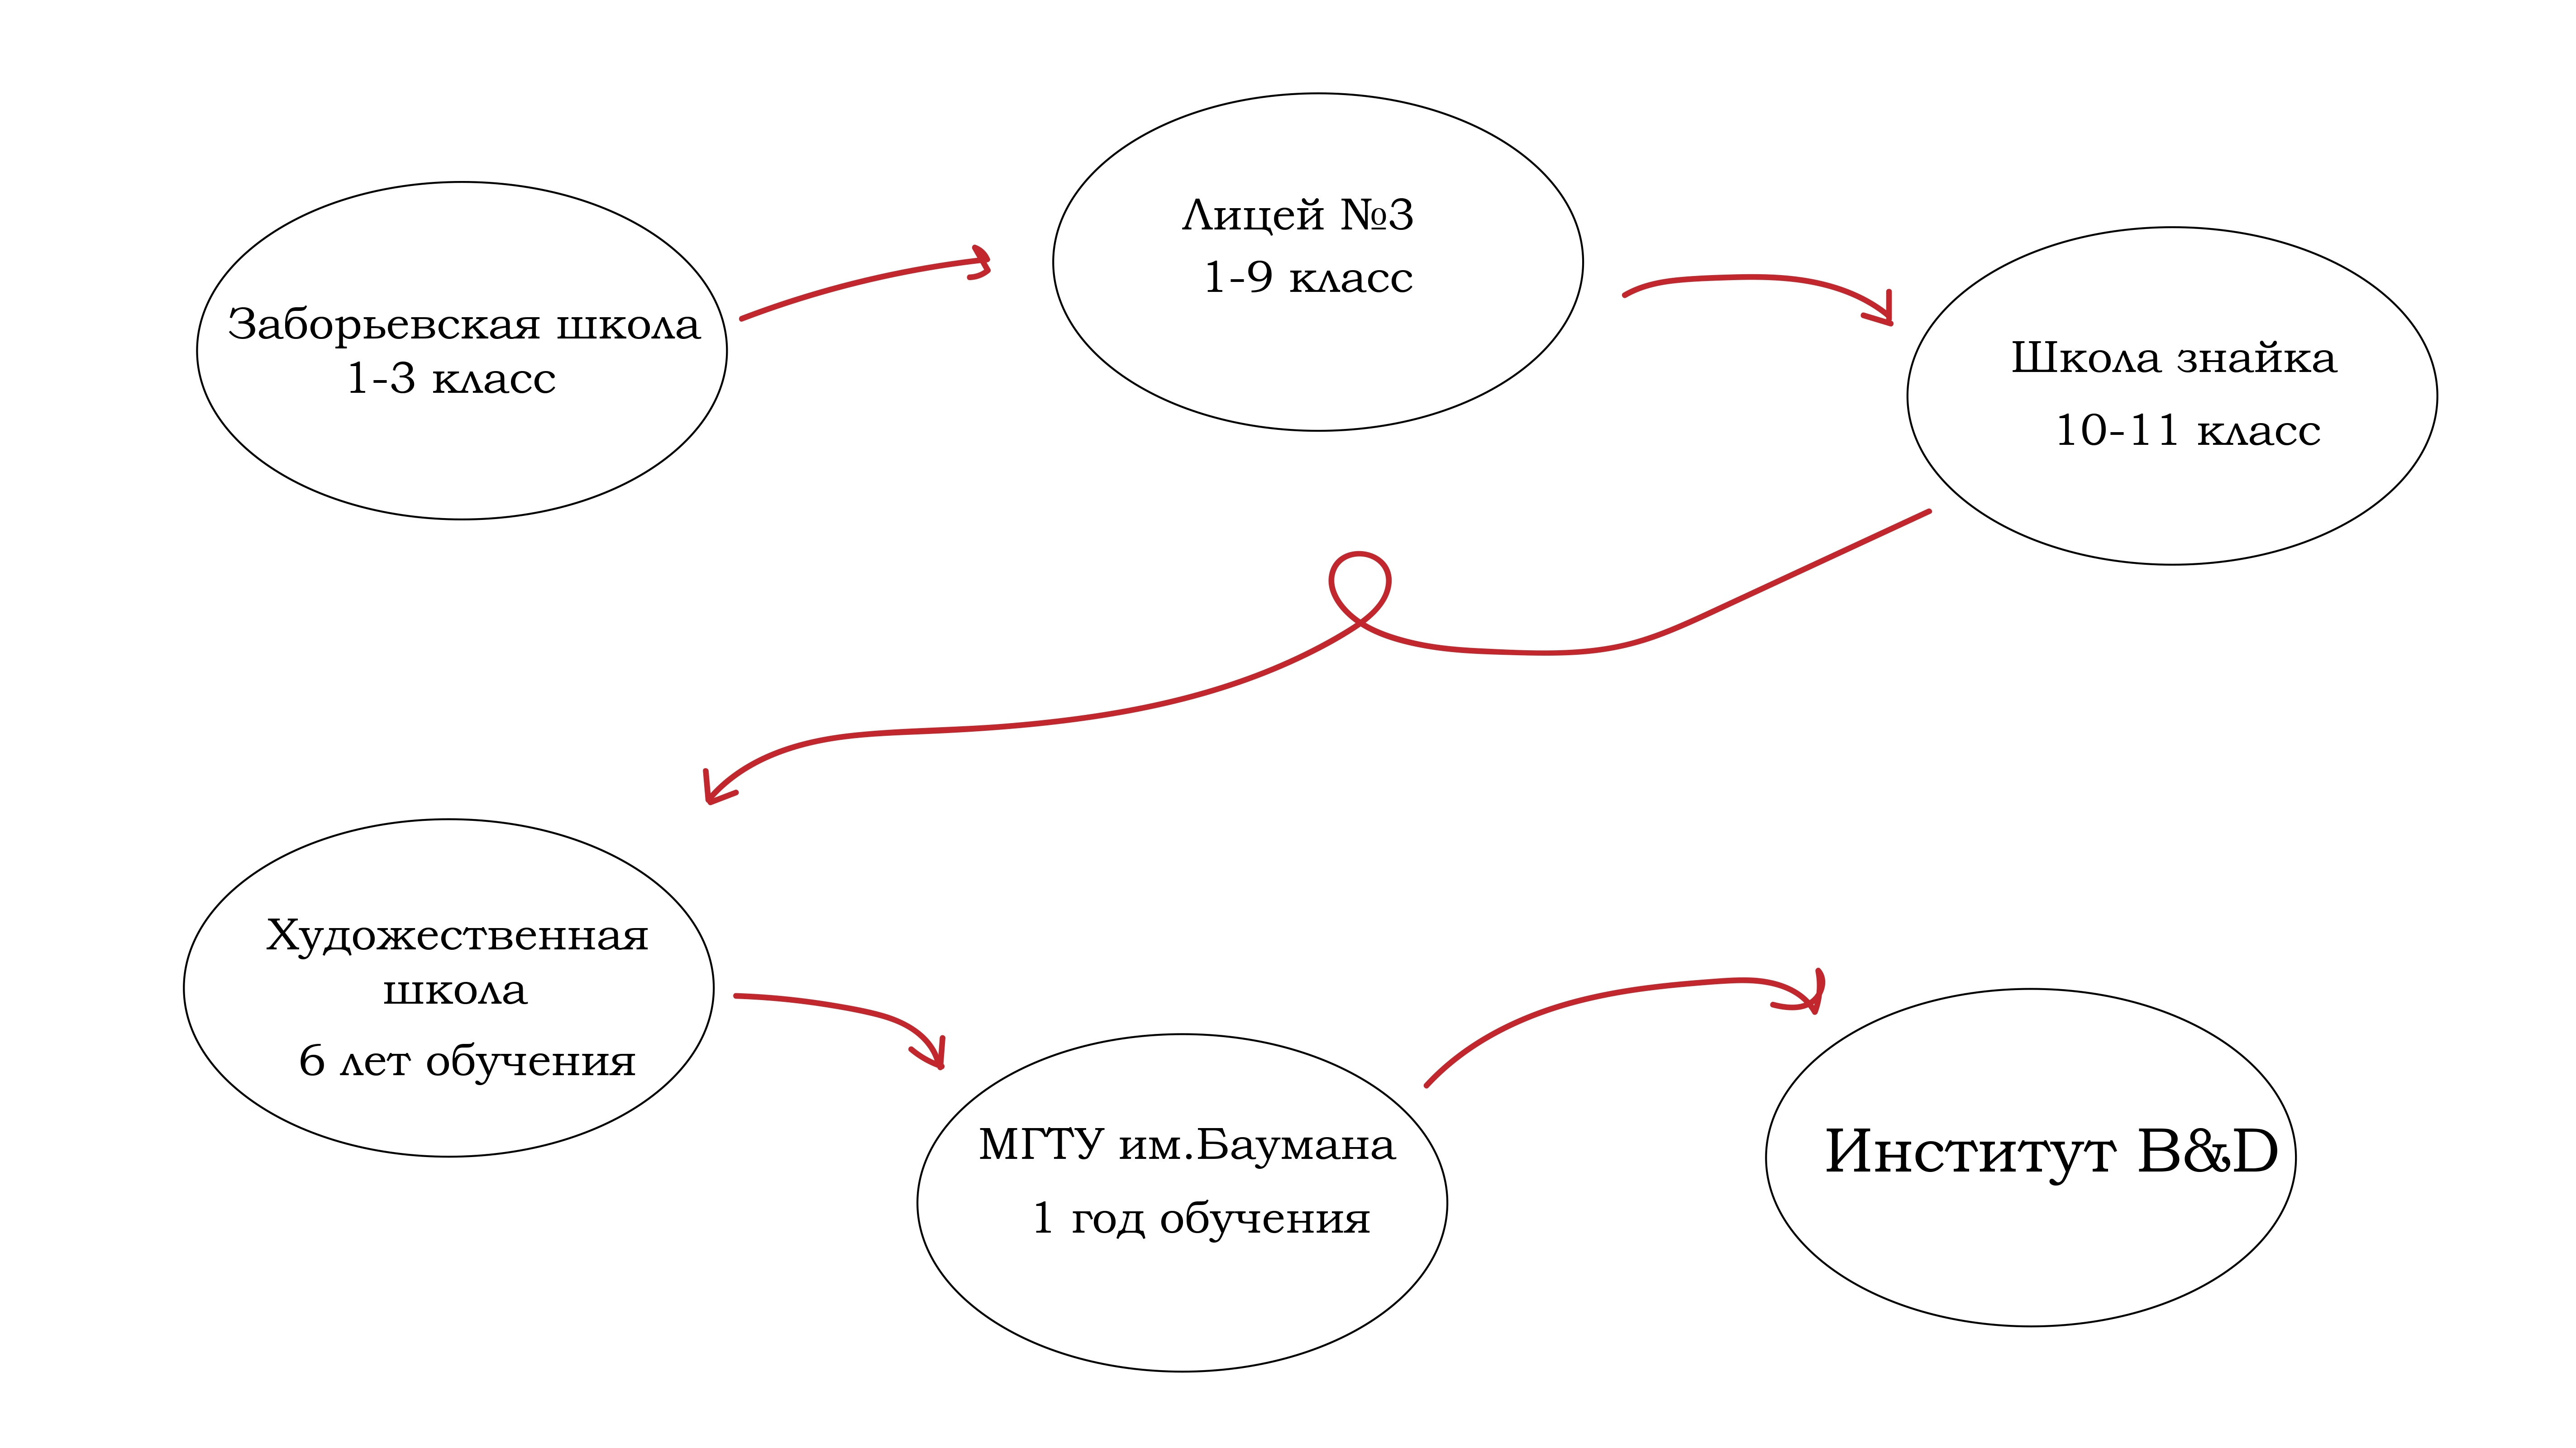 Заборьевская школа
1-3 класс
Лицей №3
1-9 класс
Школа знайка
10-11 класс
Художественная
школа
6 лет обучения
МГТУ им.Баумана
1 год обучения
Институт B&D